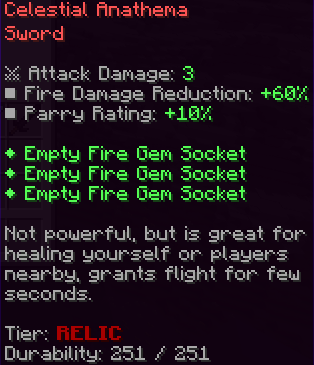 Celestial Anathema
Sword
⚔ Attack Damage: 3
■ Fire Damage Reduction: +60%
■ Parry Rating: +10%
◆ Empty Fire Gem Socket
◆ Empty Fire Gem Socket
◆ Empty Fire Gem Socket
Not powerful, but is great for
healing yourself or players
nearby, grants flight for few
seconds.
Tier: RELIC
Durability: 251 / 251